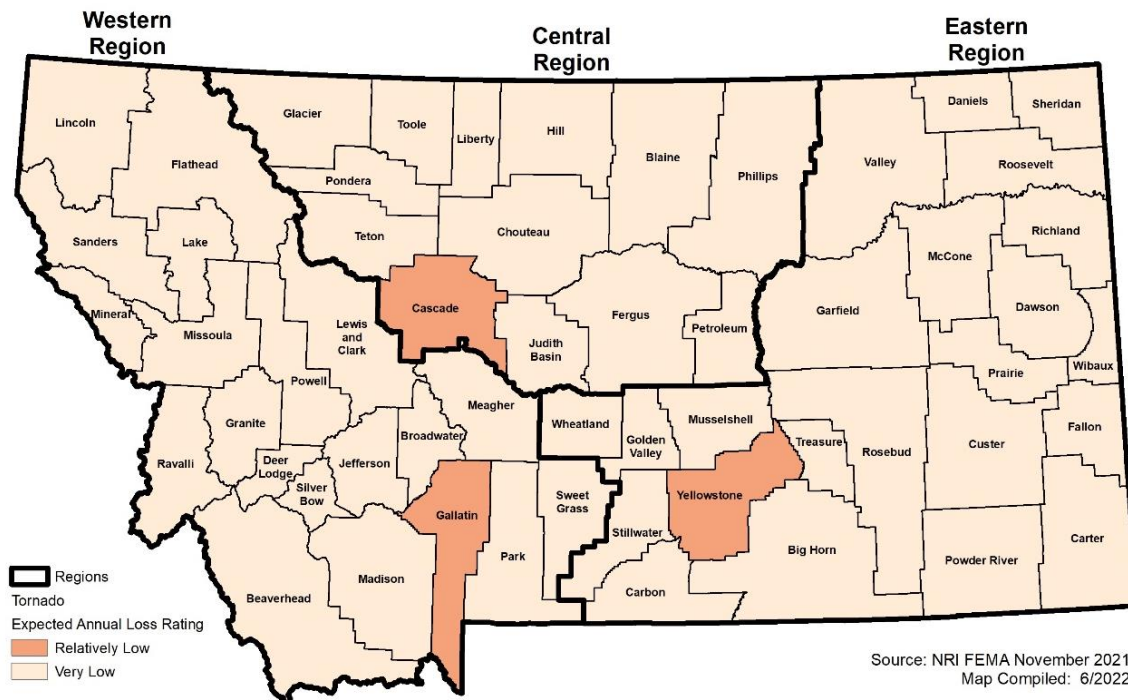 Western
Region
Central
Region
Eastern
Region
Lincoln
Flathead
Glacier
Toole
Liberty
Hill
Blaine
Phillips
Valley
Daniels
Sheridan
Roosevelt
Pondera
Teton
Chouteau
Sanders
Lake
Richland
McCone
Dawson
Garfield
Cascade
Fergus
Petroleum
Judith
Basin
Mineral
Missoula
Lewis
and
Clark
Powell
Prairie
Wibaux
Meagher
Wheatland
Golden
Valley
Musselshell
Treasure
Rosebud
Custer
Fallon
Granite
Ravalli
Deer
Lodge
Silver
Bow
Jefferson
Broadwater
Gallatin
Park
Sweet
Grass
Stillwater
Yellowstone
Big Horn
Carbon
Powder River
Carter
Madison
Beaverhead
Regions
Tornado
Expected Annual Loss Rating
Relatively Low
Very Low
Source: NRI FEMA November 2021
Map Compiled: 6/2022